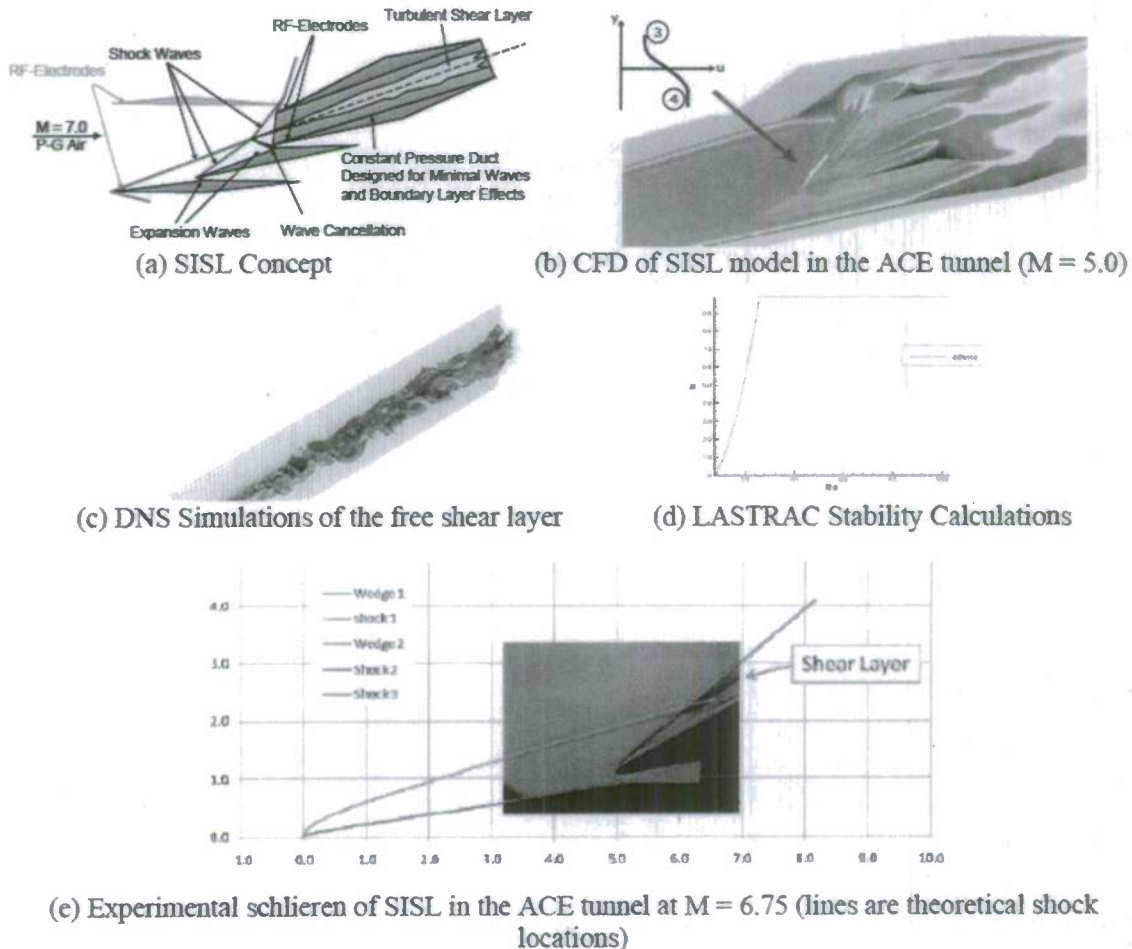 Turbulent Shear Layer
RF-Electrodes
Shock Waves
RF-Electrodes
M = 7.0
P-G Air
Constant Pressure Duct
Designed for Minimal Waves
and Boundary Layer Effects
Expansion Waves
Wave Cancellation
(a) SISL Concept
y
3
u
4
(b) CFD of SISL model in the ACE tunnel (M = 5.0)
(c) DNS Simulations of the free shear layer
(d) LASTRAC Stability Calculations
Wedge 1
shock 1
Wedge 2
Shock2
Shock3
Shear Layer
4.0
3.0
2.0
1.0
0.0
1.0 0.0 1.0 2.0 3.0 4.0 5.0 6.0 7.0 8.0 9.0 10.0
(e) Experimental schlieren of SISL in the ACE tunnel at M = 6.75 (lines are theoretical shock
locations)